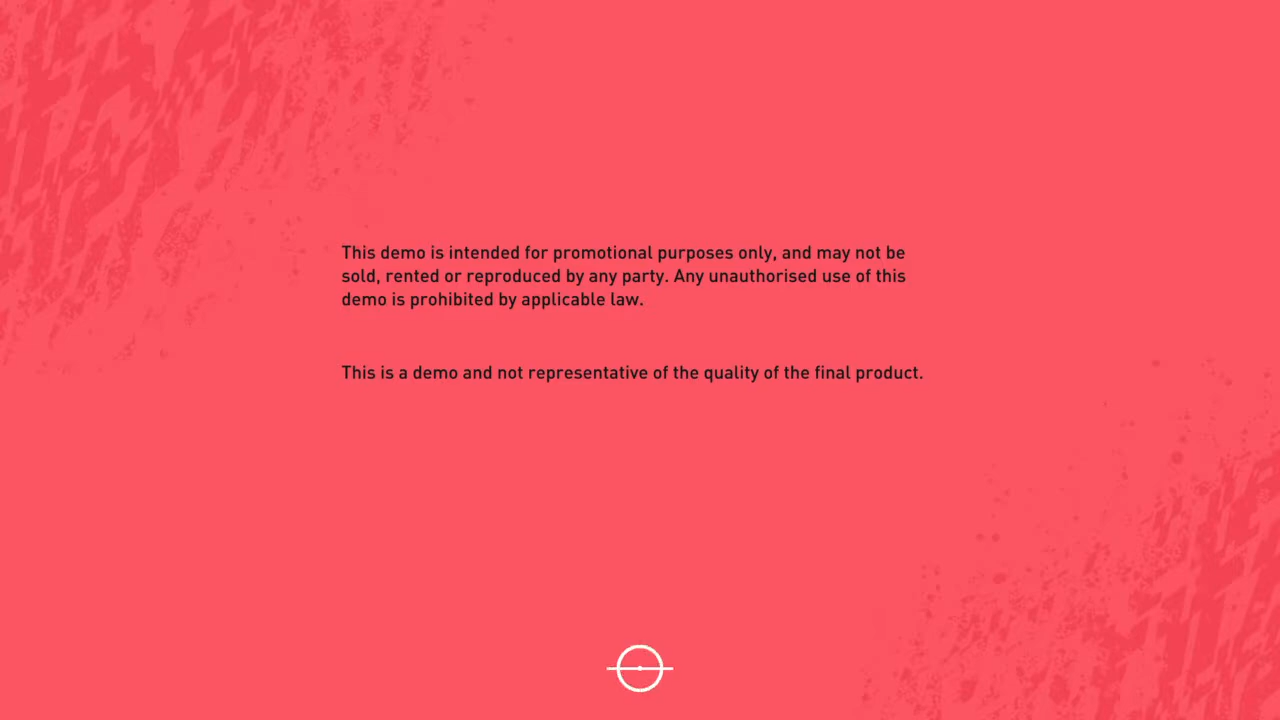 This demo is intended for promotional purposes only, and may not be
sold, rented or reproduced by any party. Any unauthorised use of this
demo is prohibited by applicable law.
This is a demo and not representative of the quality of the final product.